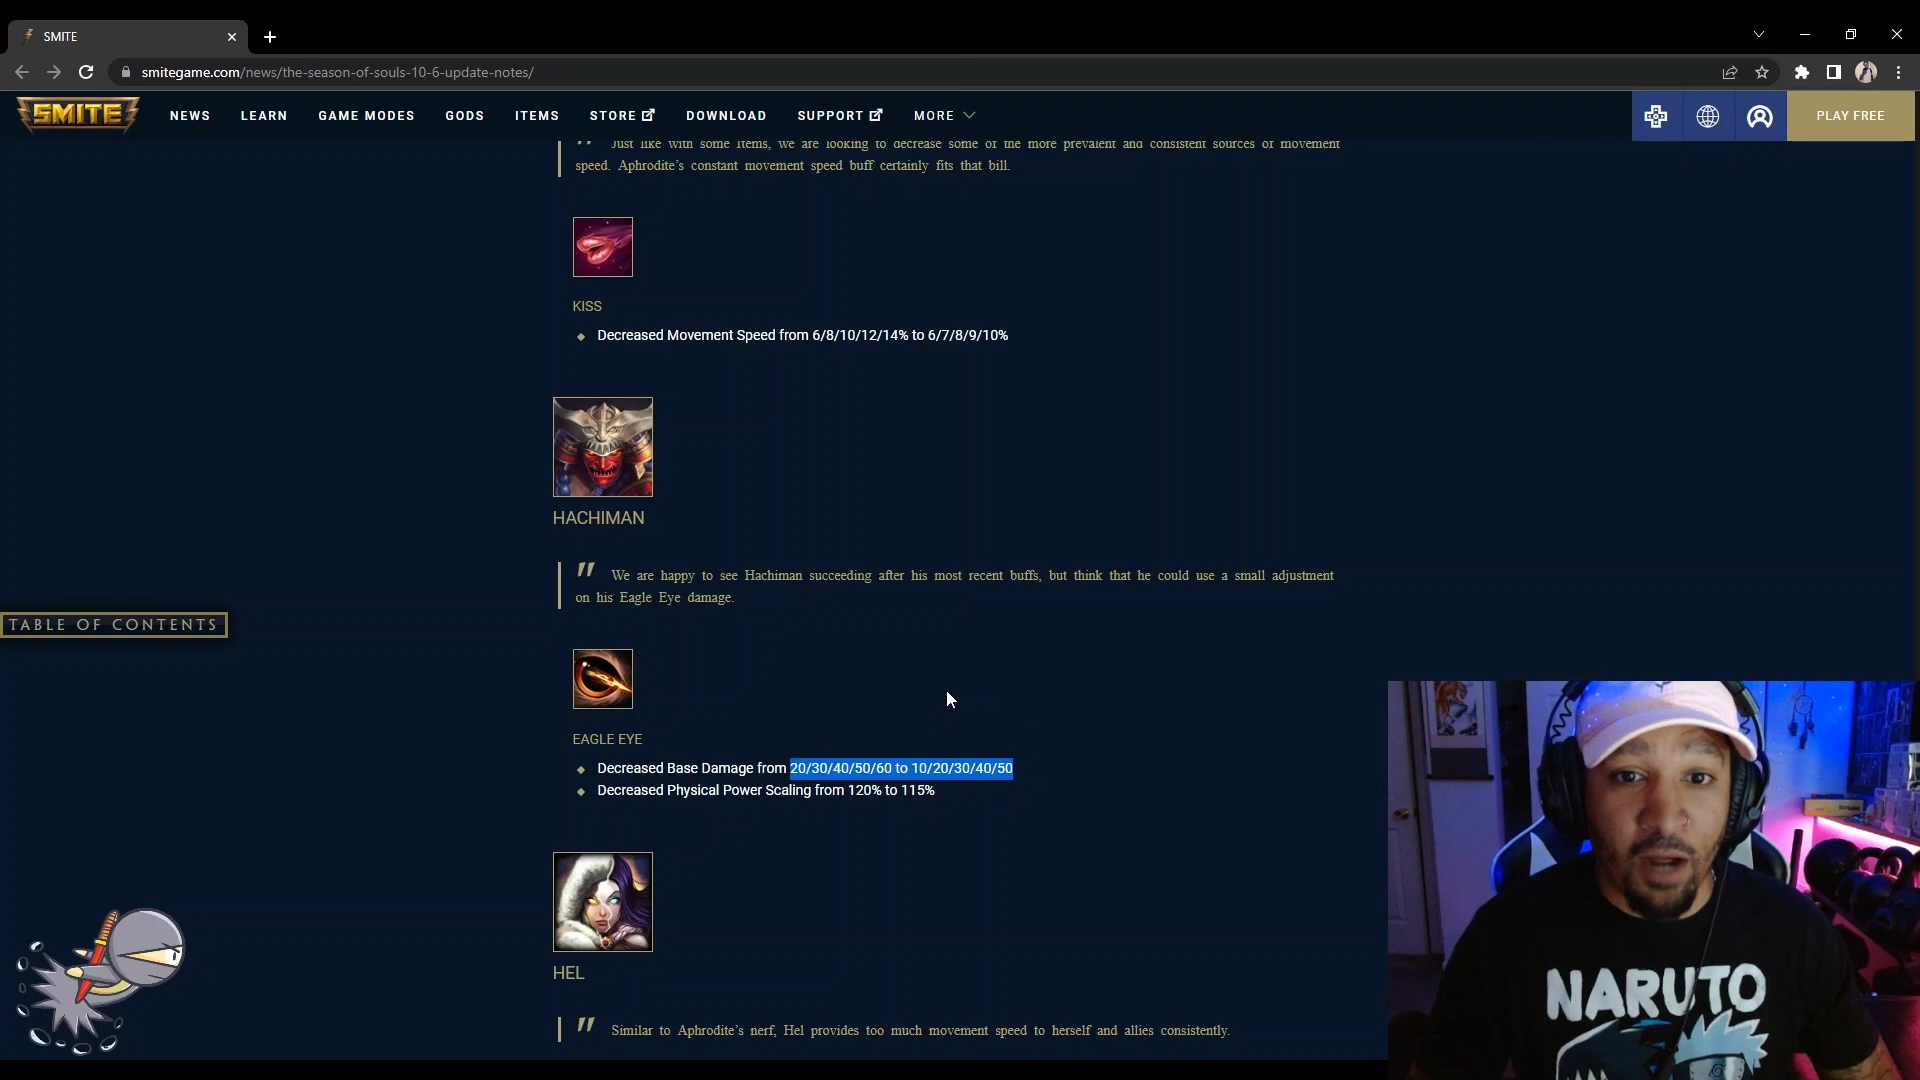 SMITE
smitegame.com/news/the-season-of-souls-10-6-update-notes/
SMITE
NEWS
LEARN
GAME MODES
GODS
ITEMS
STORE
DOWNLOAD
SUPPORT
MORE
PLAY FREE
" Just like with some Items, we are looking to decrease some of the more prevalent and consistent sources of movement
speed. Aphrodite's constant movement speed buff certainly fits that bill.
KISS
Decreased Movement Speed from 6/8/10/12/14% to 6/7/8/9/10%
HACHIMAN
" We are happy to see Hachiman succeeding after his most recent buffs, but think that he could use a small adjustment
on his Eagle Eye damage.
TABLE OF CONTENTS
EAGLE EYE
Decreased Base Damage from 20/30/40/50/60 to 10/20/30/40/50
Decreased Physical Power Scaling from 120% to 115%
HEL
" Similar to Aphrodite's nerf, Hel provides too much movement speed to herself and allies consistently.
NARUTO